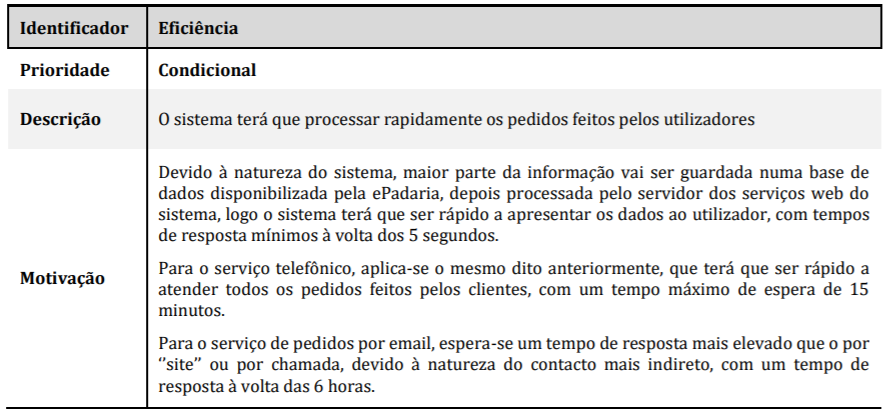 Identificador Eficiência
Prioridade Condicional
Descrição O sistema terá que processar rapidamente os pedidos feitos pelos utilizadores
Motivação
Devido à natureza do sistema, maior parte da informação vai ser guardada numa base de
dados disponibilizada pela ePadaria, depois processada pelo servidor dos serviços web do
sistema, logo o sistema terá que ser rápido a apresentar os dados ao utilizador, com tempos
de resposta mínimos à volta dos 5 segundos.
Para o serviço telefônico, aplica-se o mesmo dito anteriormente, que terá que ser rápido a
atender todos os pedidos feitos pelos clientes, com um tempo máximo de espera de 15
minutos.
Para o serviço de pedidos por email, espera-se um tempo de resposta mais elevado que o por
‘’site’’ ou por chamada, devido à natureza do contacto mais indireto, com um tempo de
resposta à volta das 6 horas.